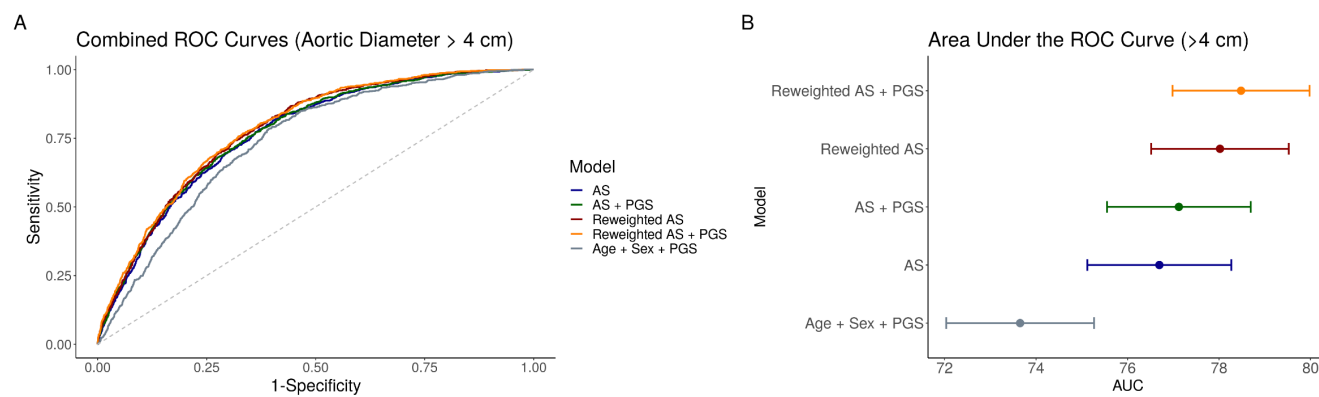 A
Combined ROC Curves (Aortic Diameter > 4 cm)
1.00
0.75
0.50
0.25
0.00
Sensitivity
0.00 0.25 0.50 0.75 1.00
1-Specificity
Model
AS
AS + PGS
Reweighted AS
Reweighted AS + PGS
Age + Sex + PGS
B
Area Under the ROC Curve (>4 cm)
Model
Reweighted AS + PGS
Reweighted AS
AS + PGS
AS
Age + Sex + PGS
72 74 76 78 80
AUC